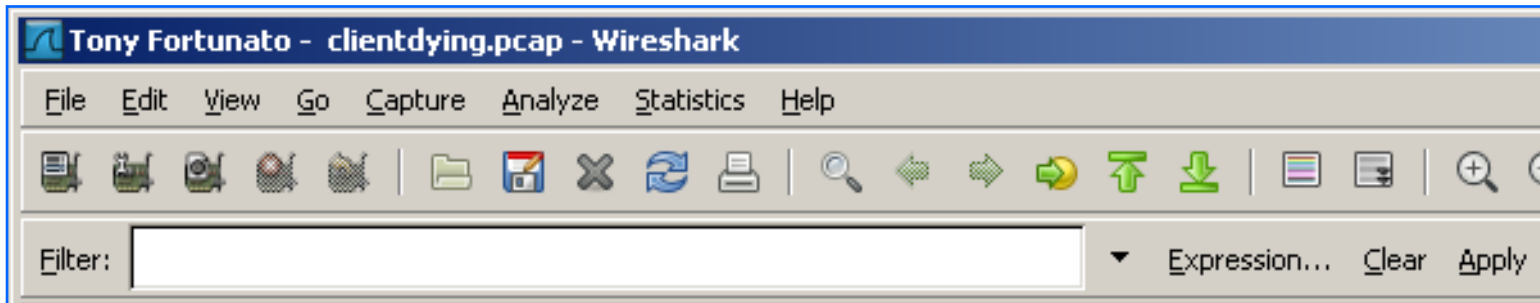 Tony Fortunato - clientdying.pcap - Wireshark
File Edit View Go Capture Analyze Statistics Help
Filter: Expression... Clear Apply